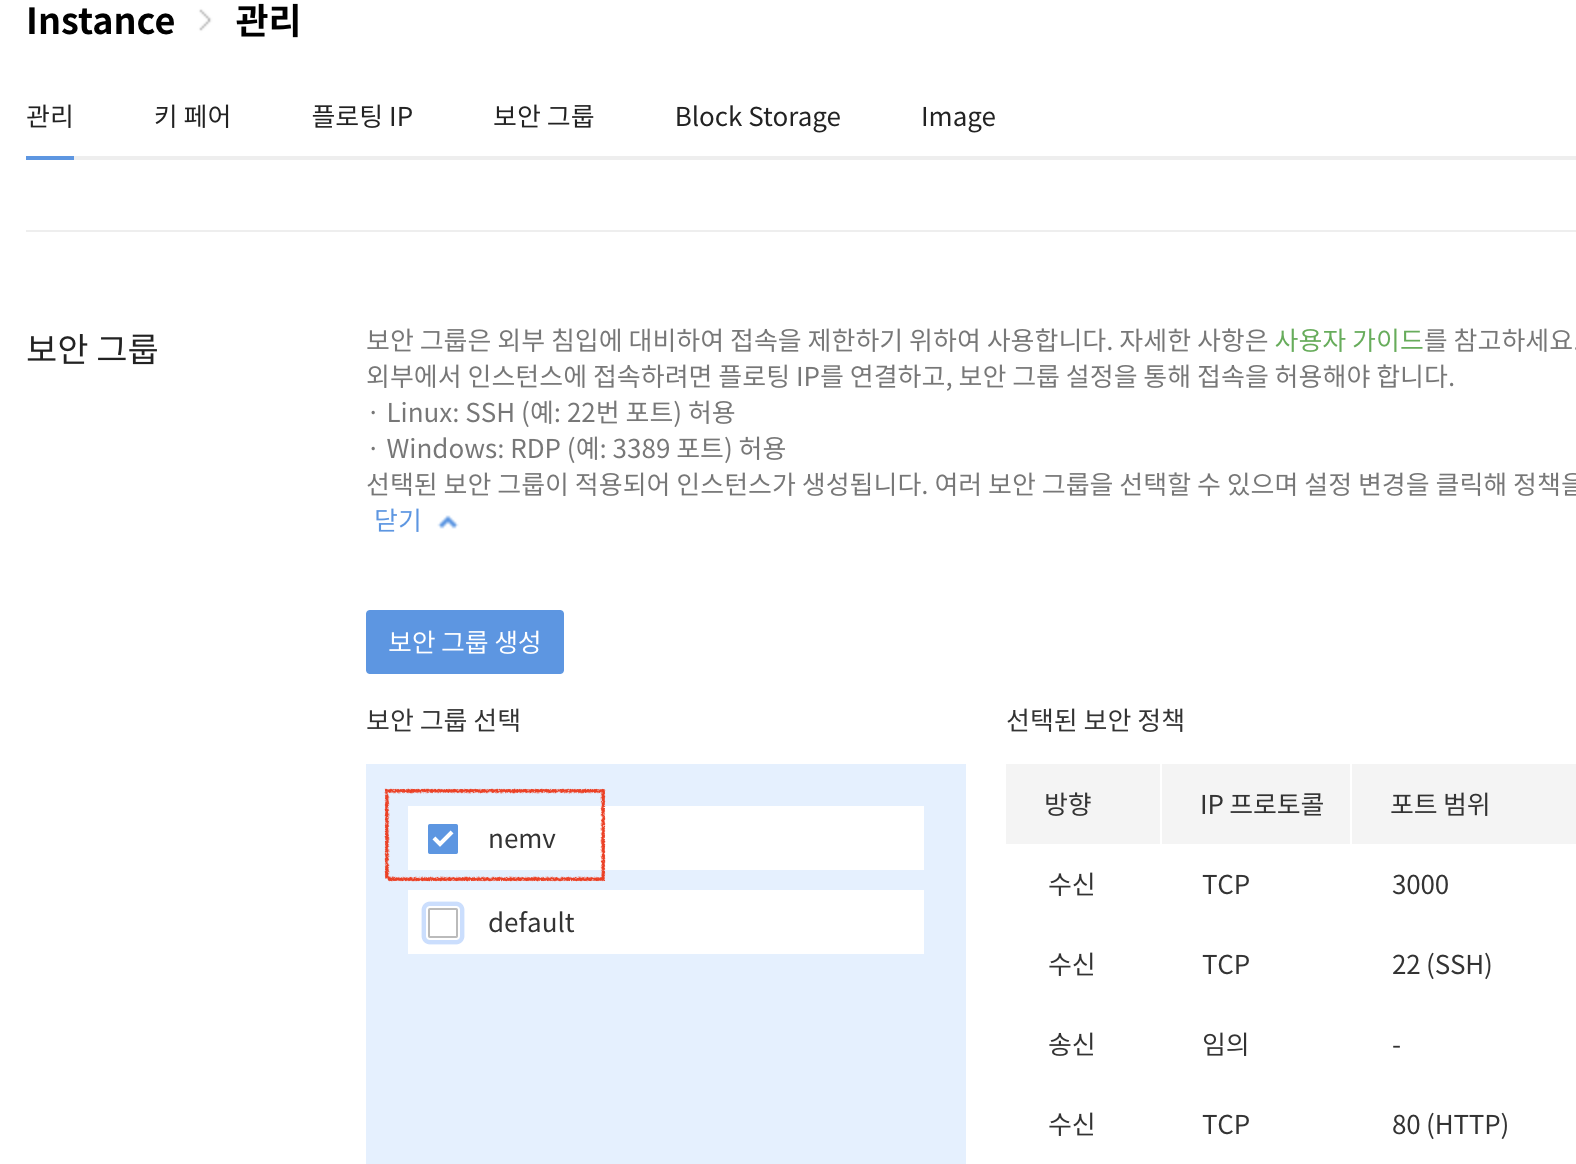 Instance > 관리
관리 키 페어 플로팅 IP 보안 그룹 Block Storage Image
보안 그룹
보안 그룹은 외부 침입에 대비하여 접속을 제한하기 위하여 사용합니다. 자세한 사항은 사용자 가이드를 참고하세요.
외부에서 인스턴스에 접속하려면 플로팅 IP를 연결하고, 보안 그룹 설정을 통해 접속을 허용해야 합니다.
· Linux: SSH (예: 22번 포트) 허용
· Windows: RDP (예: 3389 포트) 허용
선택된 보안 그룹이 적용되어 인스턴스가 생성됩니다. 여러 보안 그룹을 선택할 수 있으며 설정 변경을 클릭해 정책을
닫기
보안 그룹 생성
보안 그룹 선택
nemv
default
선택된 보안 정책
방향 IP 프로토콜 포트 범위
수신 TCP 3000
수신 TCP 22 (SSH)
송신 임의 -
수신 TCP 80 (HTTP)